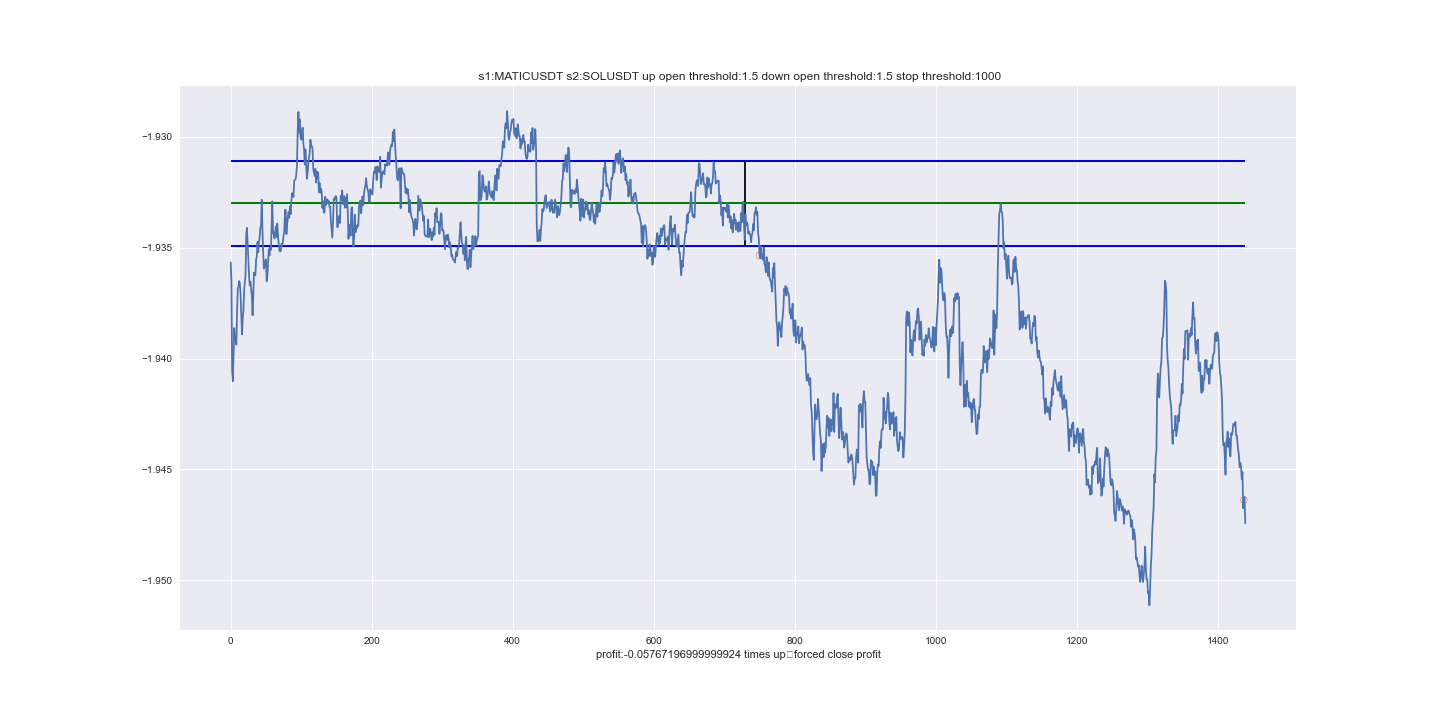 s1:MATICUSDT s2:SOLUSDT up open threshold:1.5 down open threshold:1.5 stop threshold:1000
−1.930
−1.935
−1.940
−1.945
−1.950
0 200 400 600 800 1000 1200 1400
profit:-0.05767196999999924 times up□forced close profit